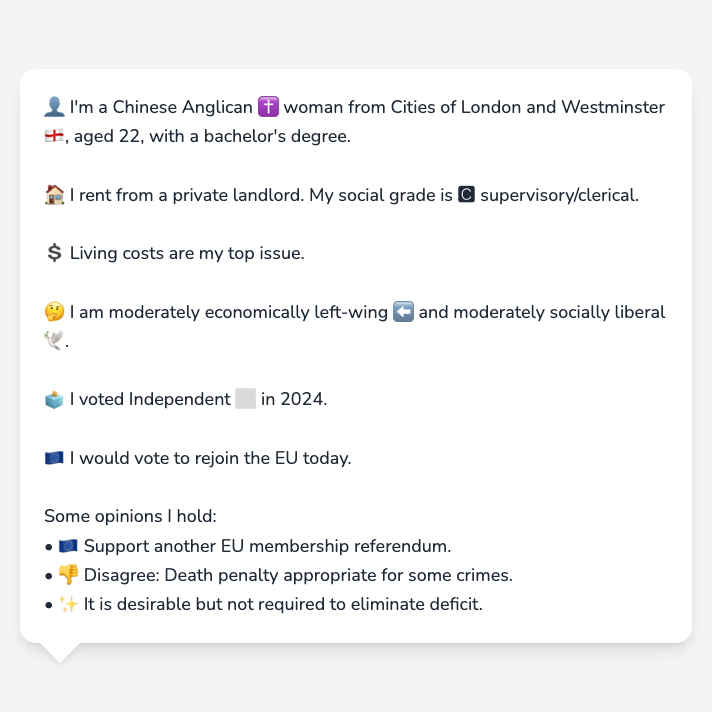 👤 I'm a Chinese Anglican ✝️ woman from Cities of London and Westminster
🏴󠁧󠁢󠁥󠁮󠁧󠁿, aged 22, with a bachelor's degree.
🏠 I rent from a private landlord. My social grade is 🅲 supervisory/clerical.
💲 Living costs are my top issue.
🤔 I am moderately economically left-wing ⬅️ and moderately socially liberal
🕊️.
🗳️ I voted Independent ⬜ in 2024.
🇪🇺 I would vote to rejoin the EU today.
Some opinions I hold:
• 🇪🇺 Support another EU membership referendum.
• 👎 Disagree: Death penalty appropriate for some crimes.
• ✨ It is desirable but not required to eliminate deficit.